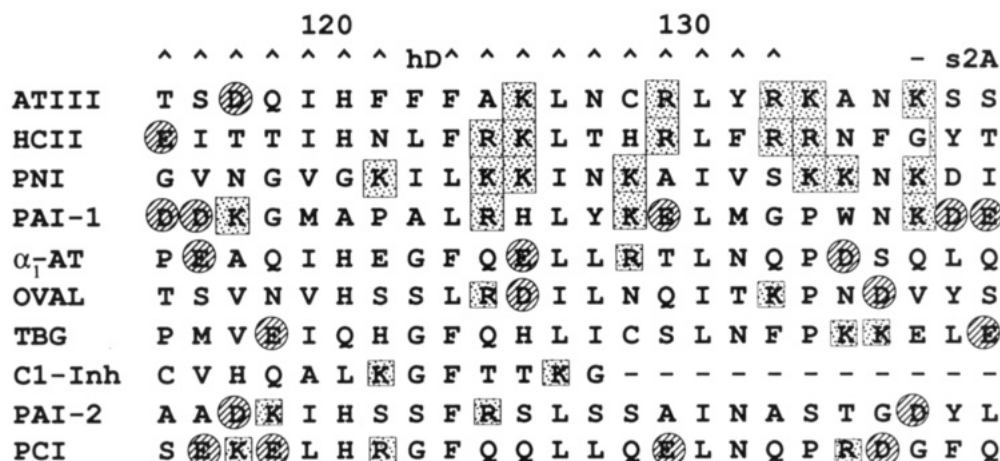 120 130
^ ^ ^ ^ ^ ^ ^ hD ^ ^ ^ ^ ^ ^ ^ ^ ^ ^ - s2A
ATIII T S D Q I H F F F A K L N C R L Y R K A N K S S
HCII E I T T I H N L F R K L T H R L F R R N F G Y T
PNI G V N G V G K I L K K I N K A I V S K K N K D I
PAI-1 D D K G M A P A L R H L Y K E L M G P W N K D E
α₁-AT P E A Q I H E G F Q E L L R T L N Q P D S Q L Q
OVAL T S V N V H S S L R D I L N Q I T K P N D V Y S
TBG P M V E I Q H G F Q H L I C S L N F P K K E L E
C1-Inh C V H Q A L K G F T T K G - - - - - - - - - - -
PAI-2 A A D K I H S S F R S L S S A I N A S T G D Y L
PCI S E K E L H R G F Q Q L L Q E L N Q P R D G F Q